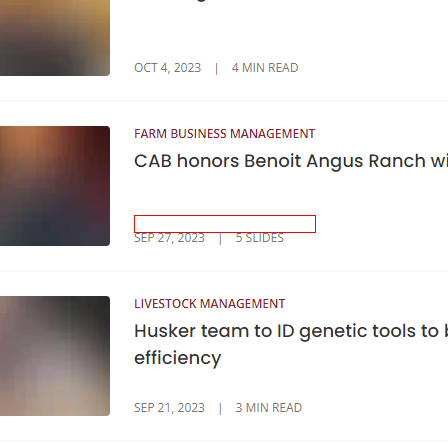 OCT 4, 2023 | 4 MIN READ
FARM BUSINESS MANAGEMENT
CAB honors Benoit Angus Ranch wi
SEP 27, 2023 | 5 SLIDES
LIVESTOCK MANAGEMENT
Husker team to ID genetic tools to
efficiency
SEP 21, 2023 | 3 MIN READ